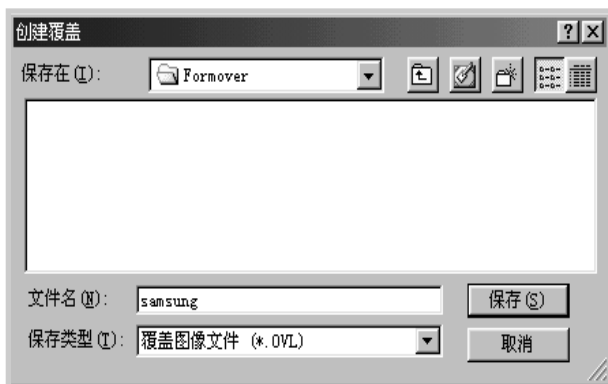 创建覆盖
保存在(I):
Formover
文件名(N):
samsung
保存(S)
保存类型(T):
覆盖图像文件 (*.OVL)
取消